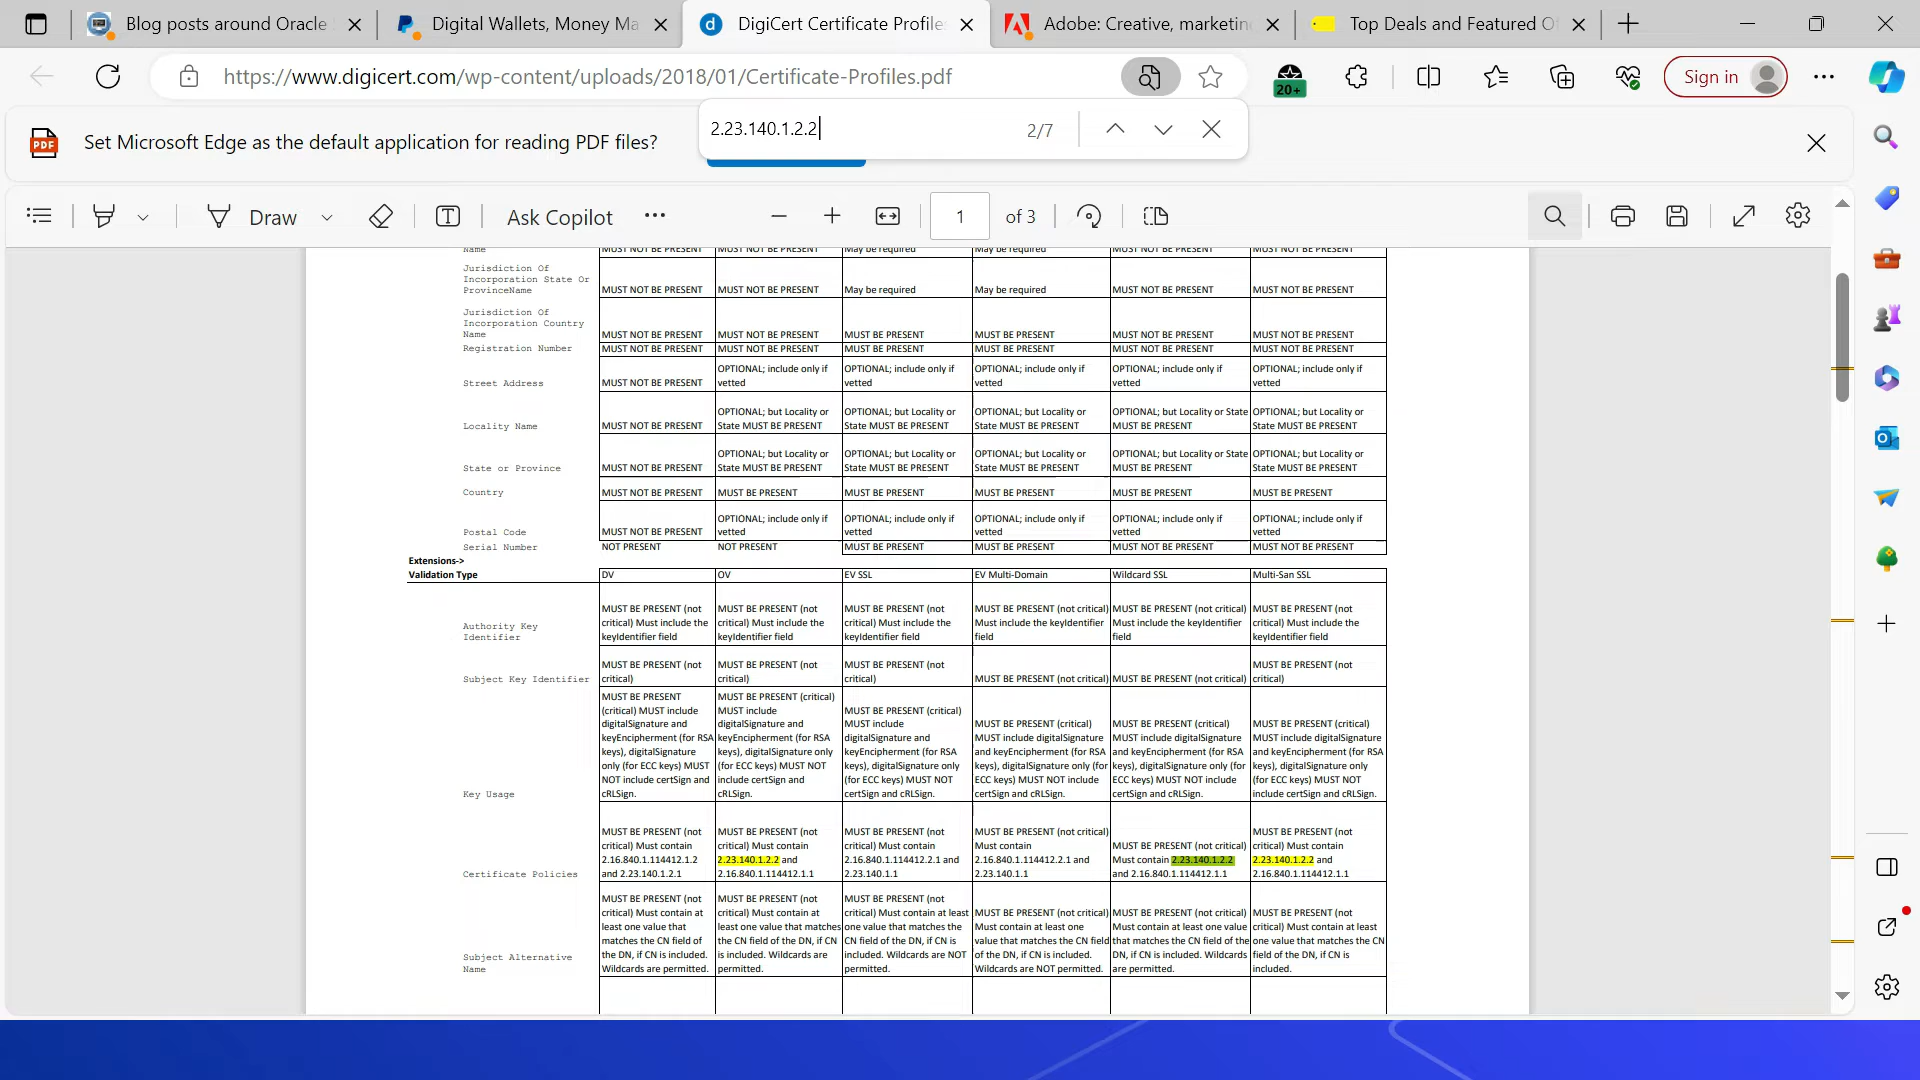 Blog posts around Oracle
Digital Wallets, Money Ma
DigiCert Certificate Profile
Adobe: Creative, marketin
Top Deals and Featured O
https://www.digicert.com/wp-content/uploads/2018/01/Certificate-Profiles.pdf
20+
Sign in
Set Microsoft Edge as the default application for reading PDF files?
2.23.140.1.2.2
2/7
Draw
Ask Copilot
1 of 3
Name MUST NOT BE PRESENT MUST NOT BE PRESENT May be required May be required MUST NOT BE PRESENT MUST NOT BE PRESENT
Jurisdiction Of
Incorporation State Or
ProvinceName MUST NOT BE PRESENT MUST NOT BE PRESENT May be required May be required MUST NOT BE PRESENT MUST NOT BE PRESENT
Jurisdiction Of
Incorporation Country
Name MUST NOT BE PRESENT MUST NOT BE PRESENT MUST BE PRESENT MUST BE PRESENT MUST NOT BE PRESENT MUST NOT BE PRESENT
Registration Number MUST NOT BE PRESENT MUST NOT BE PRESENT MUST BE PRESENT MUST BE PRESENT MUST NOT BE PRESENT MUST NOT BE PRESENT
OPTIONAL; include only if OPTIONAL; include only if OPTIONAL; include only if OPTIONAL; include only if OPTIONAL; include only if
Street Address MUST NOT BE PRESENT vetted vetted vetted vetted vetted
OPTIONAL; but Locality or OPTIONAL; but Locality or OPTIONAL; but Locality or OPTIONAL; but Locality or State OPTIONAL; but Locality or
Locality Name MUST NOT BE PRESENT State MUST BE PRESENT State MUST BE PRESENT State MUST BE PRESENT MUST BE PRESENT State MUST BE PRESENT
OPTIONAL; but Locality or OPTIONAL; but Locality or OPTIONAL; but Locality or OPTIONAL; but Locality or State OPTIONAL; but Locality or
State or Province MUST NOT BE PRESENT State MUST BE PRESENT State MUST BE PRESENT State MUST BE PRESENT MUST BE PRESENT State MUST BE PRESENT
Country MUST NOT BE PRESENT MUST BE PRESENT MUST BE PRESENT MUST BE PRESENT MUST BE PRESENT MUST BE PRESENT
OPTIONAL; include only if OPTIONAL; include only if OPTIONAL; include only if OPTIONAL; include only if OPTIONAL; include only if
Postal Code MUST NOT BE PRESENT vetted vetted vetted vetted vetted
Serial Number NOT PRESENT NOT PRESENT MUST BE PRESENT MUST BE PRESENT MUST NOT BE PRESENT MUST NOT BE PRESENT
Extensions->
Validation Type DV OV EV SSL EV Multi-Domain Wildcard SSL Multi-San SSL
Authority Key
Identifier
MUST BE PRESENT (not
critical) Must include the
keyIdentifier field
MUST BE PRESENT (not
critical) Must include the
keyIdentifier field
MUST BE PRESENT (not
critical) Must include the
keyIdentifier field
MUST BE PRESENT (not critical)
Must include the keyIdentifier
field
MUST BE PRESENT (not critical)
Must include the keyIdentifier
field
MUST BE PRESENT (not
critical) Must include the
keyIdentifier field
Subject Key Identifier
MUST BE PRESENT (not
critical)
MUST BE PRESENT (not
critical)
MUST BE PRESENT (not
critical)
MUST BE PRESENT (not critical)
MUST BE PRESENT (not critical)
MUST BE PRESENT (not
critical)
Key Usage
MUST BE PRESENT
(critical) MUST include
digitalSignature and
keyEncipherment (for RSA
keys), digitalSignature
only (for ECC keys) MUST
NOT include certSign and
cRLSign.
MUST BE PRESENT (critical)
MUST include
digitalSignature and
keyEncipherment (for RSA
keys), digitalSignature only
(for ECC keys) MUST NOT
include certSign and
cRLSign.
MUST BE PRESENT (critical)
MUST include
digitalSignature and
keyEncipherment (for RSA
keys), digitalSignature only
(for ECC keys) MUST NOT
certSign and cRLSign.
MUST BE PRESENT (critical)
MUST include digitalSignature
and keyEncipherment (for RSA
keys), digitalSignature only (for
ECC keys) MUST NOT include
certSign and cRLSign.
MUST BE PRESENT (critical)
MUST include digitalSignature
and keyEncipherment (for RSA
keys), digitalSignature only (for
ECC keys) MUST NOT include
certSign and cRLSign.
MUST BE PRESENT (critical)
MUST include digitalSignature
and keyEncipherment (for RSA
keys), digitalSignature only
(for ECC keys) MUST NOT
include certSign and cRLSign.
Certificate Policies
MUST BE PRESENT (not
critical) Must contain
2.16.840.1.114412.1.2
and 2.23.140.1.2.1
MUST BE PRESENT (not
critical) Must contain
2.23.140.1.2.2 and
2.16.840.1.114412.1.1
MUST BE PRESENT (not
critical) Must contain
2.16.840.1.114412.2.1 and
2.23.140.1.1
MUST BE PRESENT (not critical)
Must contain
2.16.840.1.114412.2.1 and
2.23.140.1.1
MUST BE PRESENT (not critical)
Must contain 2.23.140.1.2.2
and 2.16.840.1.114412.1.1
MUST BE PRESENT (not
critical) Must contain
2.23.140.1.2.2 and
2.16.840.1.114412.1.1
Subject Alternative
Name
MUST BE PRESENT (not
critical) Must contain at
least one value that
matches the CN field of
the DN, if CN is included.
Wildcards are permitted.
MUST BE PRESENT (not
critical) Must contain at
least one value that matches
the CN field of the DN, if CN
is included. Wildcards are
permitted.
MUST BE PRESENT (not
critical) Must contain at least
one value that matches the
CN field of the DN, if CN is
included. Wildcards are NOT
permitted.
MUST BE PRESENT (not critical)
Must contain at least one
value that matches the CN field
of the DN, if CN is included.
Wildcards are NOT permitted.
MUST BE PRESENT (not critical)
Must contain at least one value
that matches the CN field of the
DN, if CN is included. Wildcards
are permitted.
MUST BE PRESENT (not
critical) Must contain at least
one value that matches the CN
field of the DN, if CN is
included.